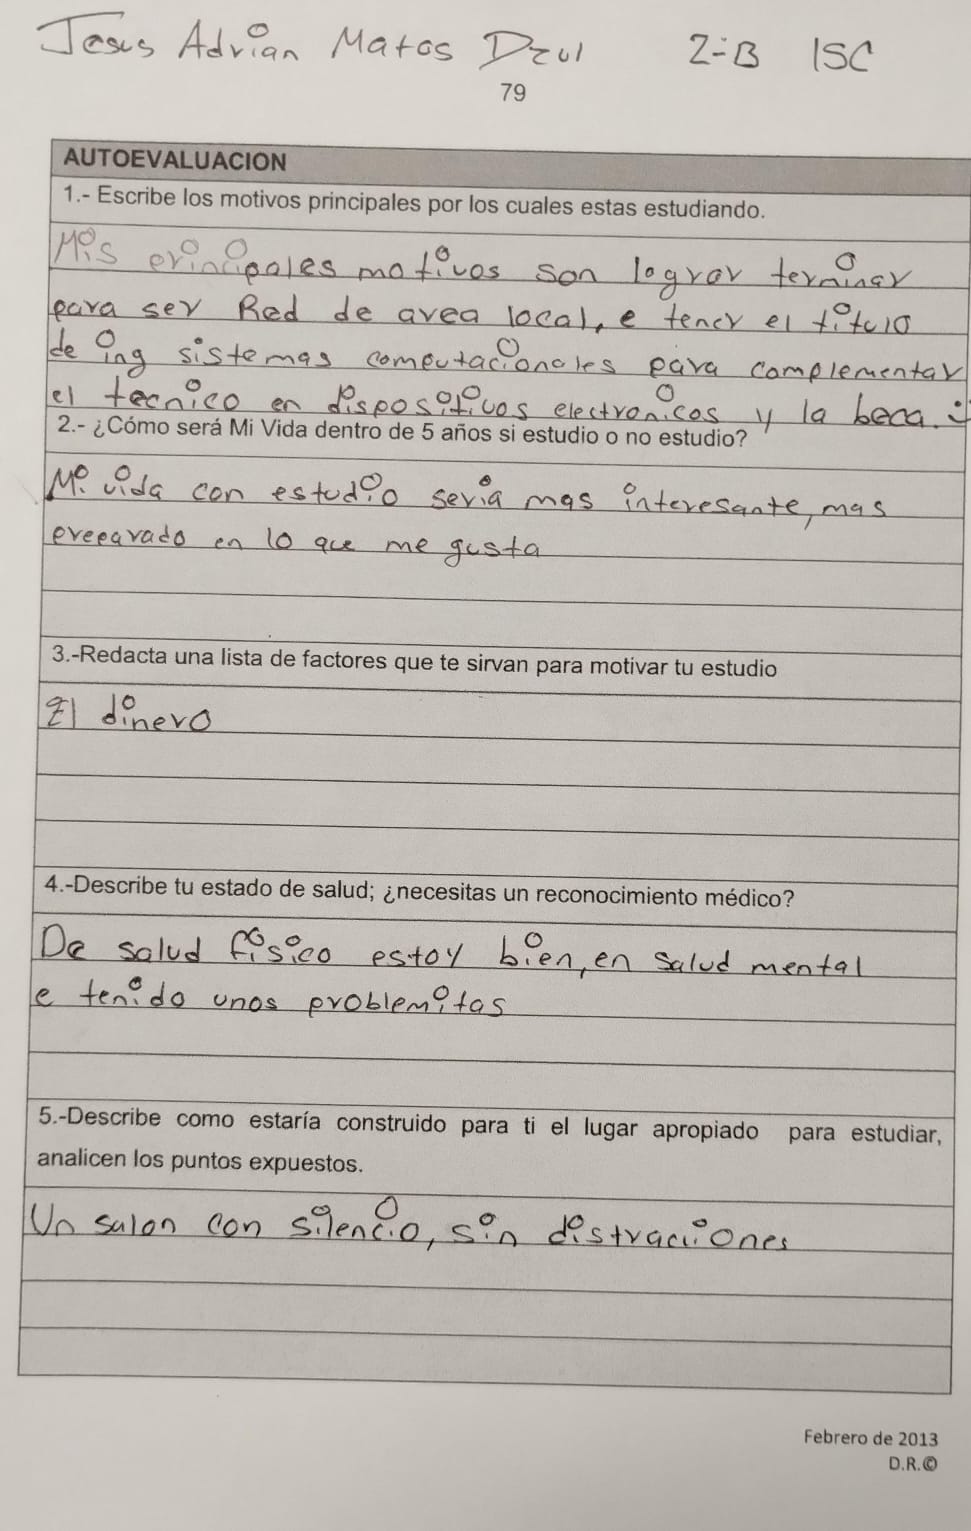 Jesus Adrian Matos Dzul 2-B ISC
79
AUTOEVALUACION
1.- Escribe los motivos principales por los cuales estas estudiando.
Mis principales motivos son lograr terminar
para ser Red de area local, e tener el titulo
de ing sistemas computacionales para complementar
el tecnico en dispositivos electronicos y la beca. :)
2.- ¿Cómo será Mi Vida dentro de 5 años si estudio o no estudio?
Mi vida con estudio seria mas interesante, mas
preparado en lo que me gusta
3.-Redacta una lista de factores que te sirvan para motivar tu estudio
El dinero
4.-Describe tu estado de salud; ¿necesitas un reconocimiento médico?
De salud fisico estoy bien, en salud mental
e tenido unos problemitas
5.-Describe como estaría construido para ti el lugar apropiado para estudiar,
analicen los puntos expuestos.
Un salon con silencio, sin distracciones
Febrero de 2013
D.R.©